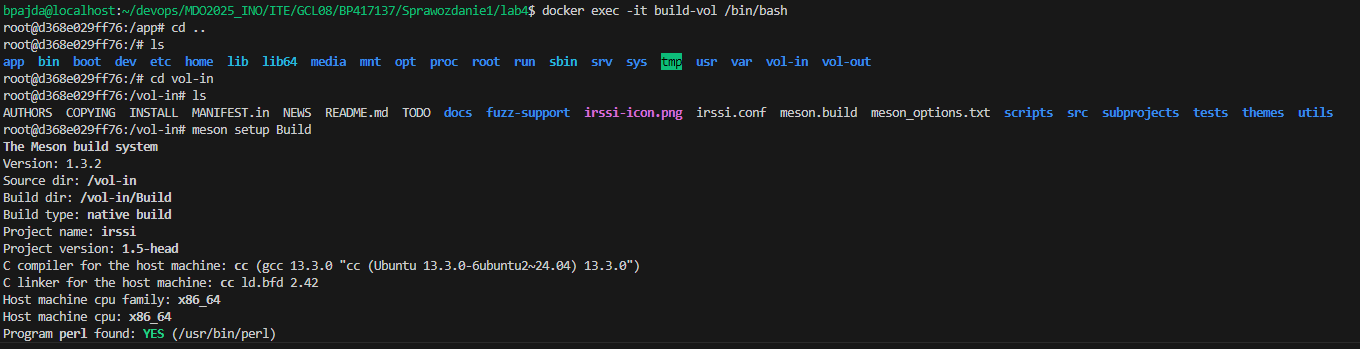 bpajda@localhost:~/devops/MDO2025_INO/ITE/GCL08/BP417137/Sprawozdanie1/lab4$ docker exec -it build-vol /bin/bash
root@d368e029ff76:/app# cd ..
root@d368e029ff76:/# ls
app bin boot dev etc home lib lib64 media mnt opt proc root run sbin srv sys tmp usr var vol-in vol-out
root@d368e029ff76:/# cd vol-in
root@d368e029ff76:/vol-in# ls
AUTHORS COPYING INSTALL MANIFEST.in NEWS README.md TODO docs fuzz-support irssi-icon.png irssi.conf meson.build meson_options.txt scripts src subprojects tests themes utils
root@d368e029ff76:/vol-in# meson setup Build
The Meson build system
Version: 1.3.2
Source dir: /vol-in
Build dir: /vol-in/Build
Build type: native build
Project name: irssi
Project version: 1.5-head
C compiler for the host machine: cc (gcc 13.3.0 "cc (Ubuntu 13.3.0-6ubuntu2~24.04) 13.3.0")
C linker for the host machine: cc ld.bfd 2.42
Host machine cpu family: x86_64
Host machine cpu: x86_64
Program perl found: YES (/usr/bin/perl)